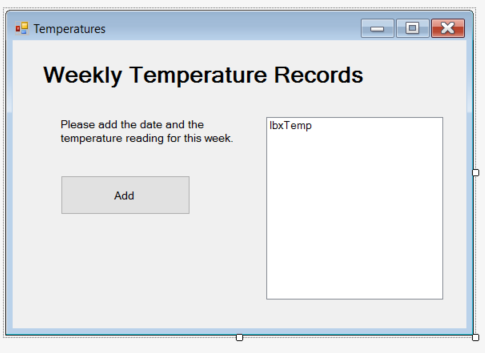 Temperatures
Weekly Temperature Records
Please add the date and the
temperature reading for this week.
lbxTemp
Add